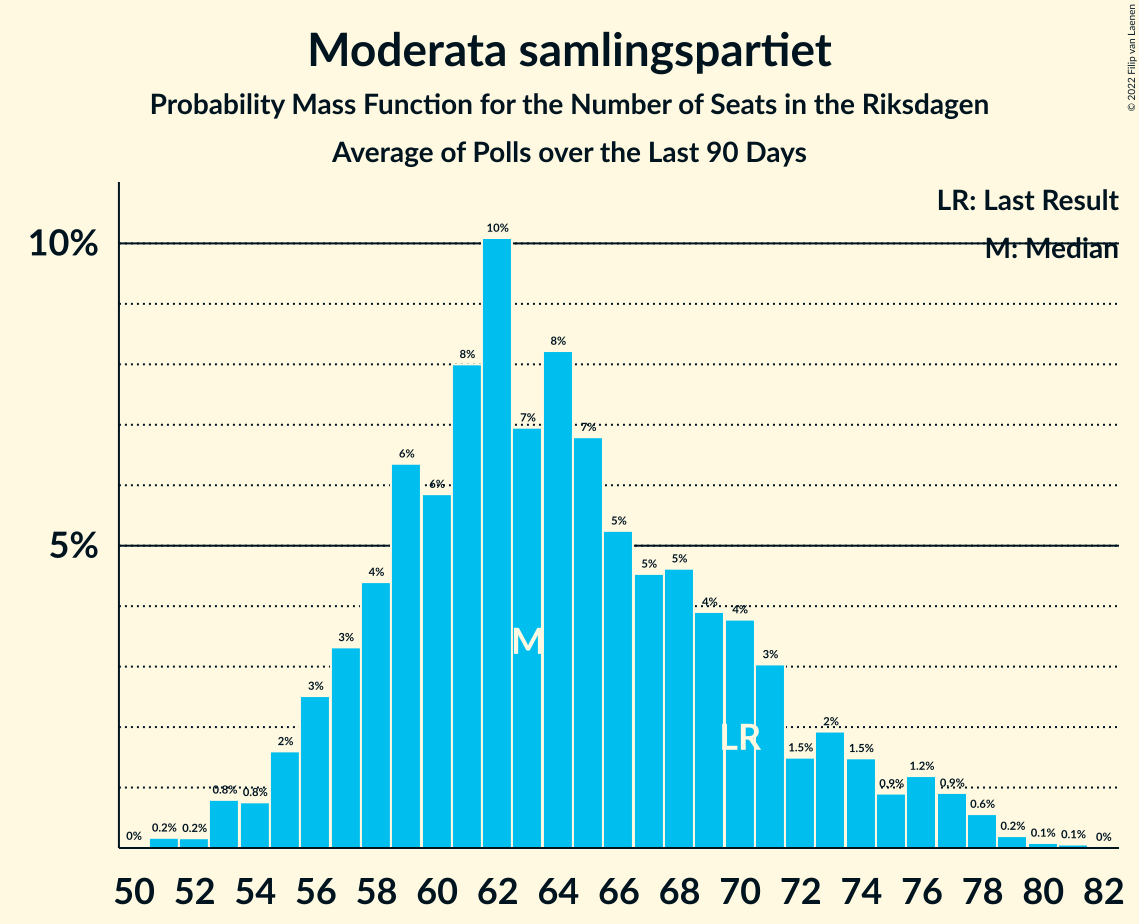 Moderata samlingspartiet
Probability Mass Function for the Number of Seats in the Riksdagen
Average of Polls over the Last 90 Days
© 2022 Filip van Laenen
LR: Last Result
M: Median
10%
5%
0% 0.2% 0.2% 0.8% 0.8% 2% 3% 3% 4% 6% 6% 8% 10% 7% 8% 7% 5% 5% 5% 4% 4% 3% 1.5% 2% 1.5% 0.9% 1.2% 0.9% 0.6% 0.2% 0.1% 0.1% 0%
M
LR
50 52 54 56 58 60 62 64 66 68 70 72 74 76 78 80 82